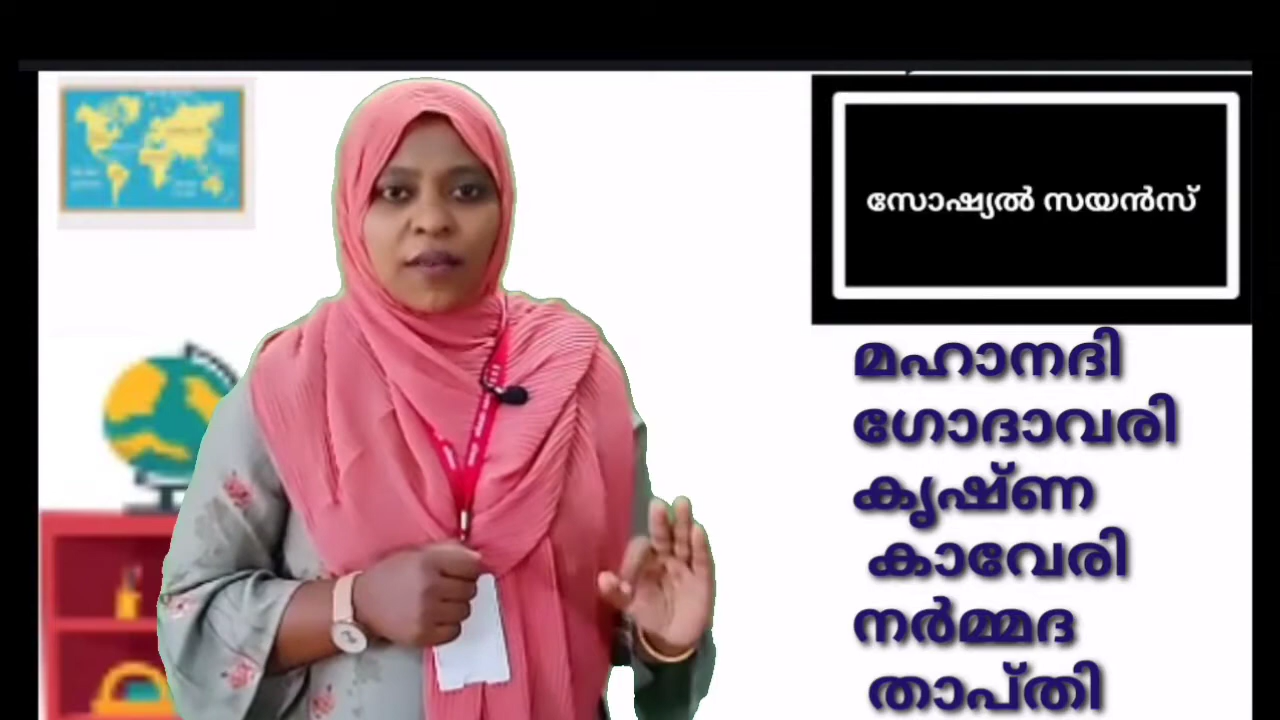 സോഷ്യൽ സയൻസ്
മഹാനദി
ഗോദാവരി
കൃഷ്ണ
കാവേരി
നർമ്മദ
താപ്തി